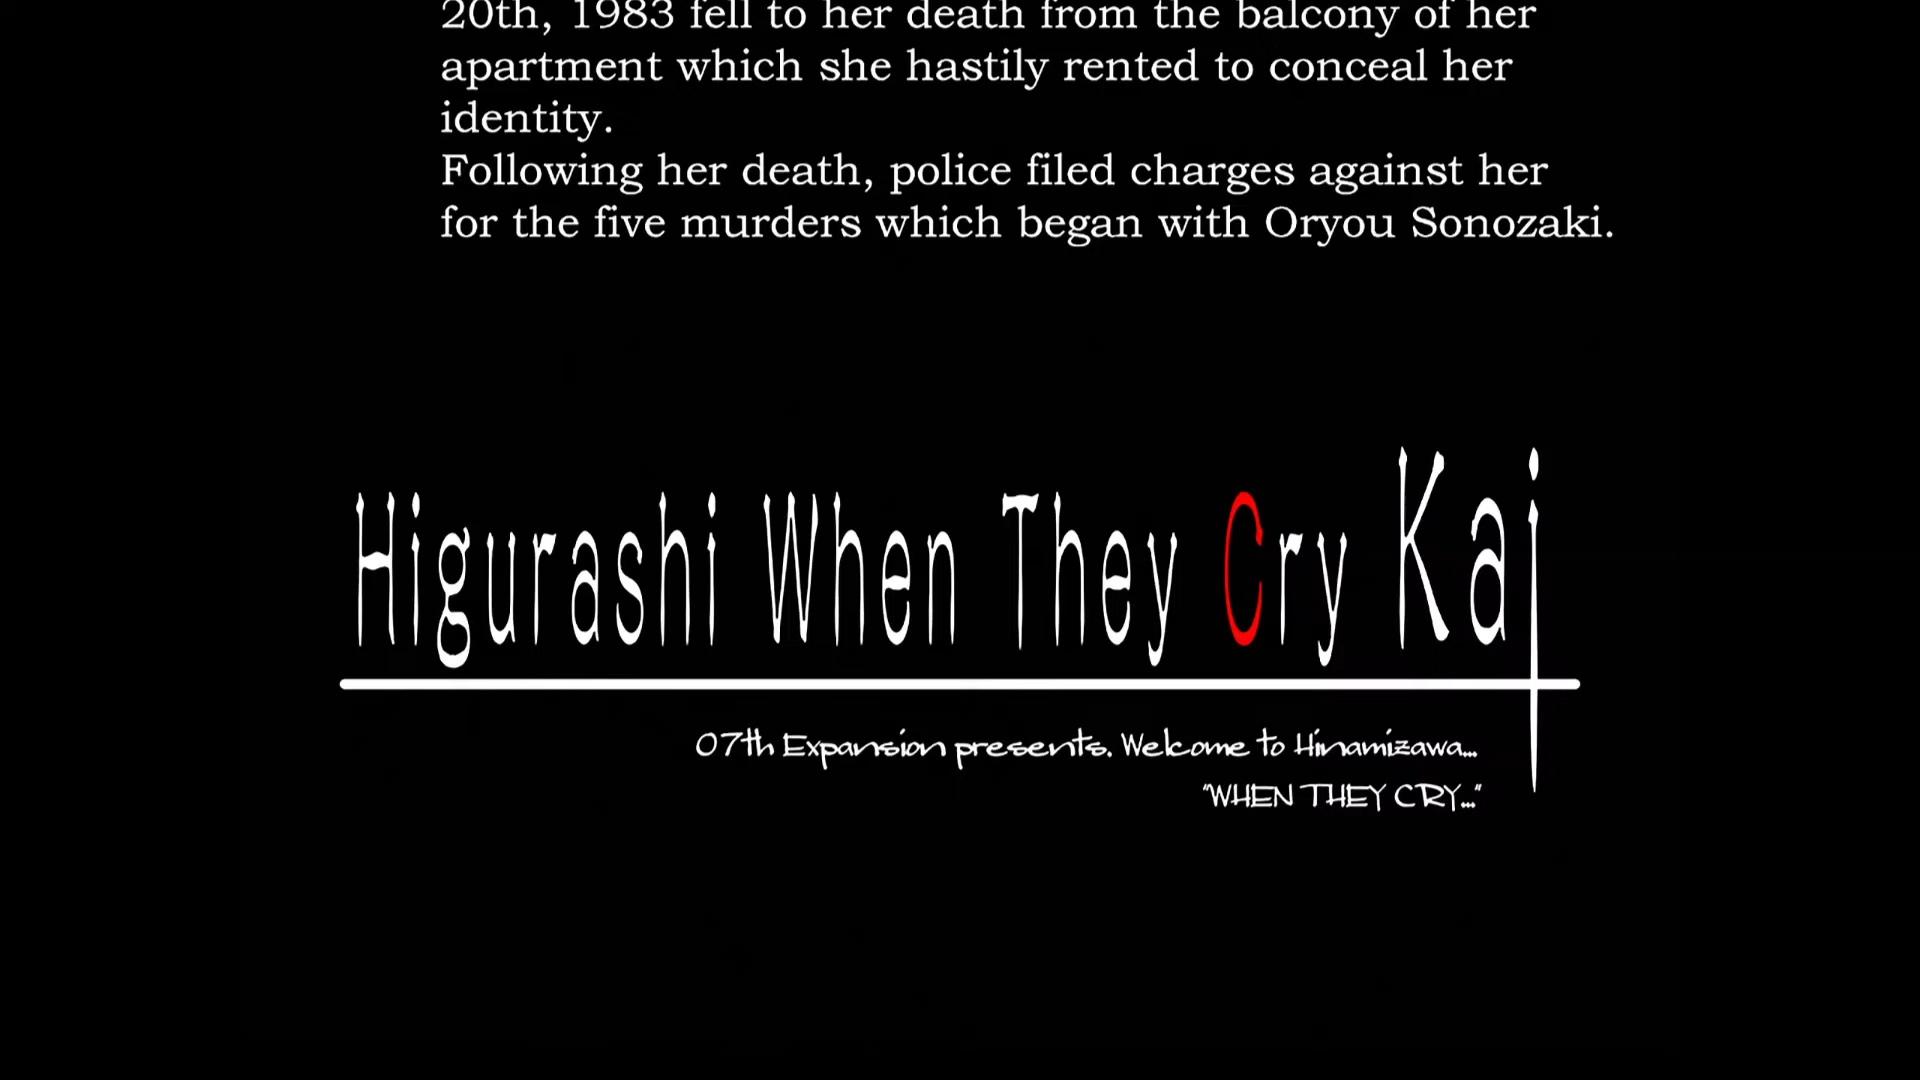 20th, 1983 fell to her death from the balcony of her
apartment which she hastily rented to conceal her
identity.
Following her death, police filed charges against her
for the five murders which began with Oryou Sonozaki.
Higurashi When They Cry Kai
07th Expansion presents. Welcome to Hinamizawa...
"WHEN THEY CRY..."